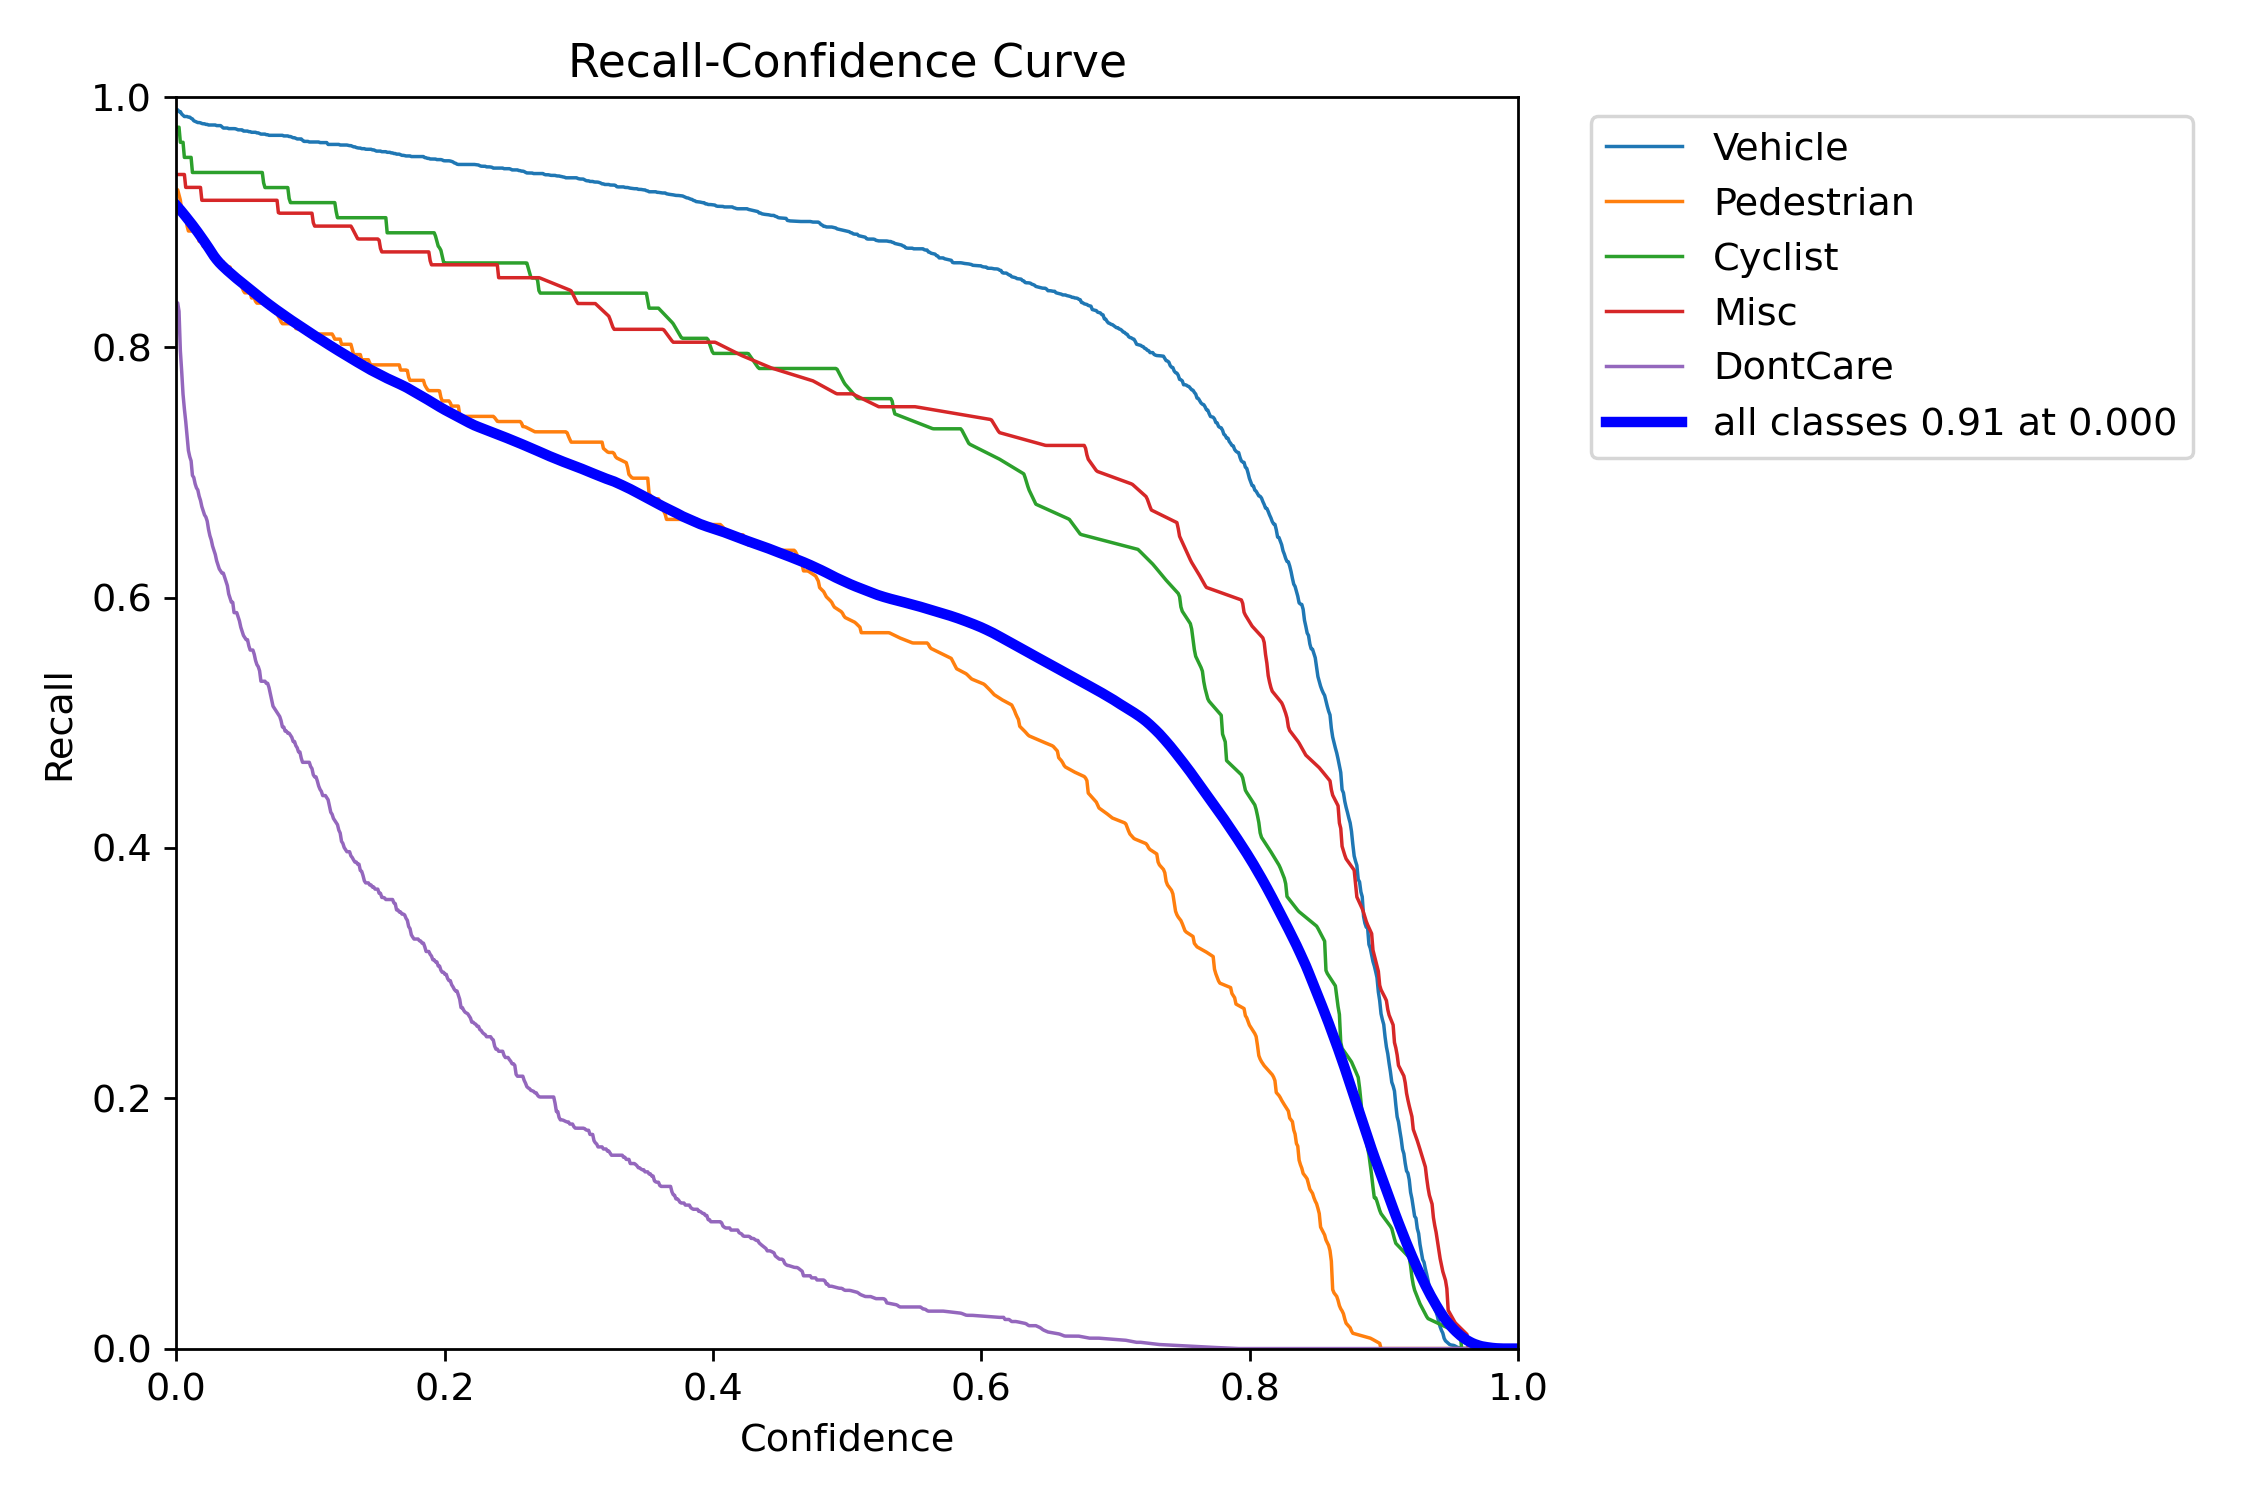 Recall-Confidence Curve
1.0
0.8
0.6
0.4
0.2
0.0
Recall
0.0 0.2 0.4 0.6 0.8 1.0
Confidence
Vehicle
Pedestrian
Cyclist
Misc
DontCare
all classes 0.91 at 0.000